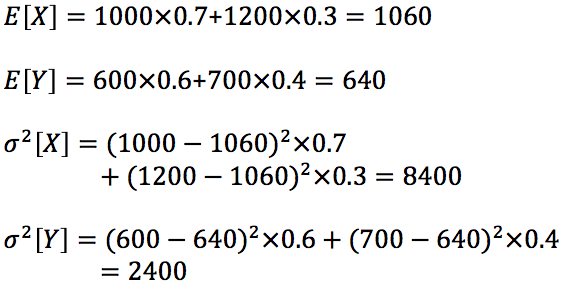 E[X] = 1000×0.7+1200×0.3 = 1060
E[Y] = 600×0.6+700×0.4 = 640
σ²[X] = (1000 − 1060)²×0.7
+ (1200 − 1060)²×0.3 = 8400
σ²[Y] = (600 − 640)²×0.6 + (700 − 640)²×0.4
= 2400